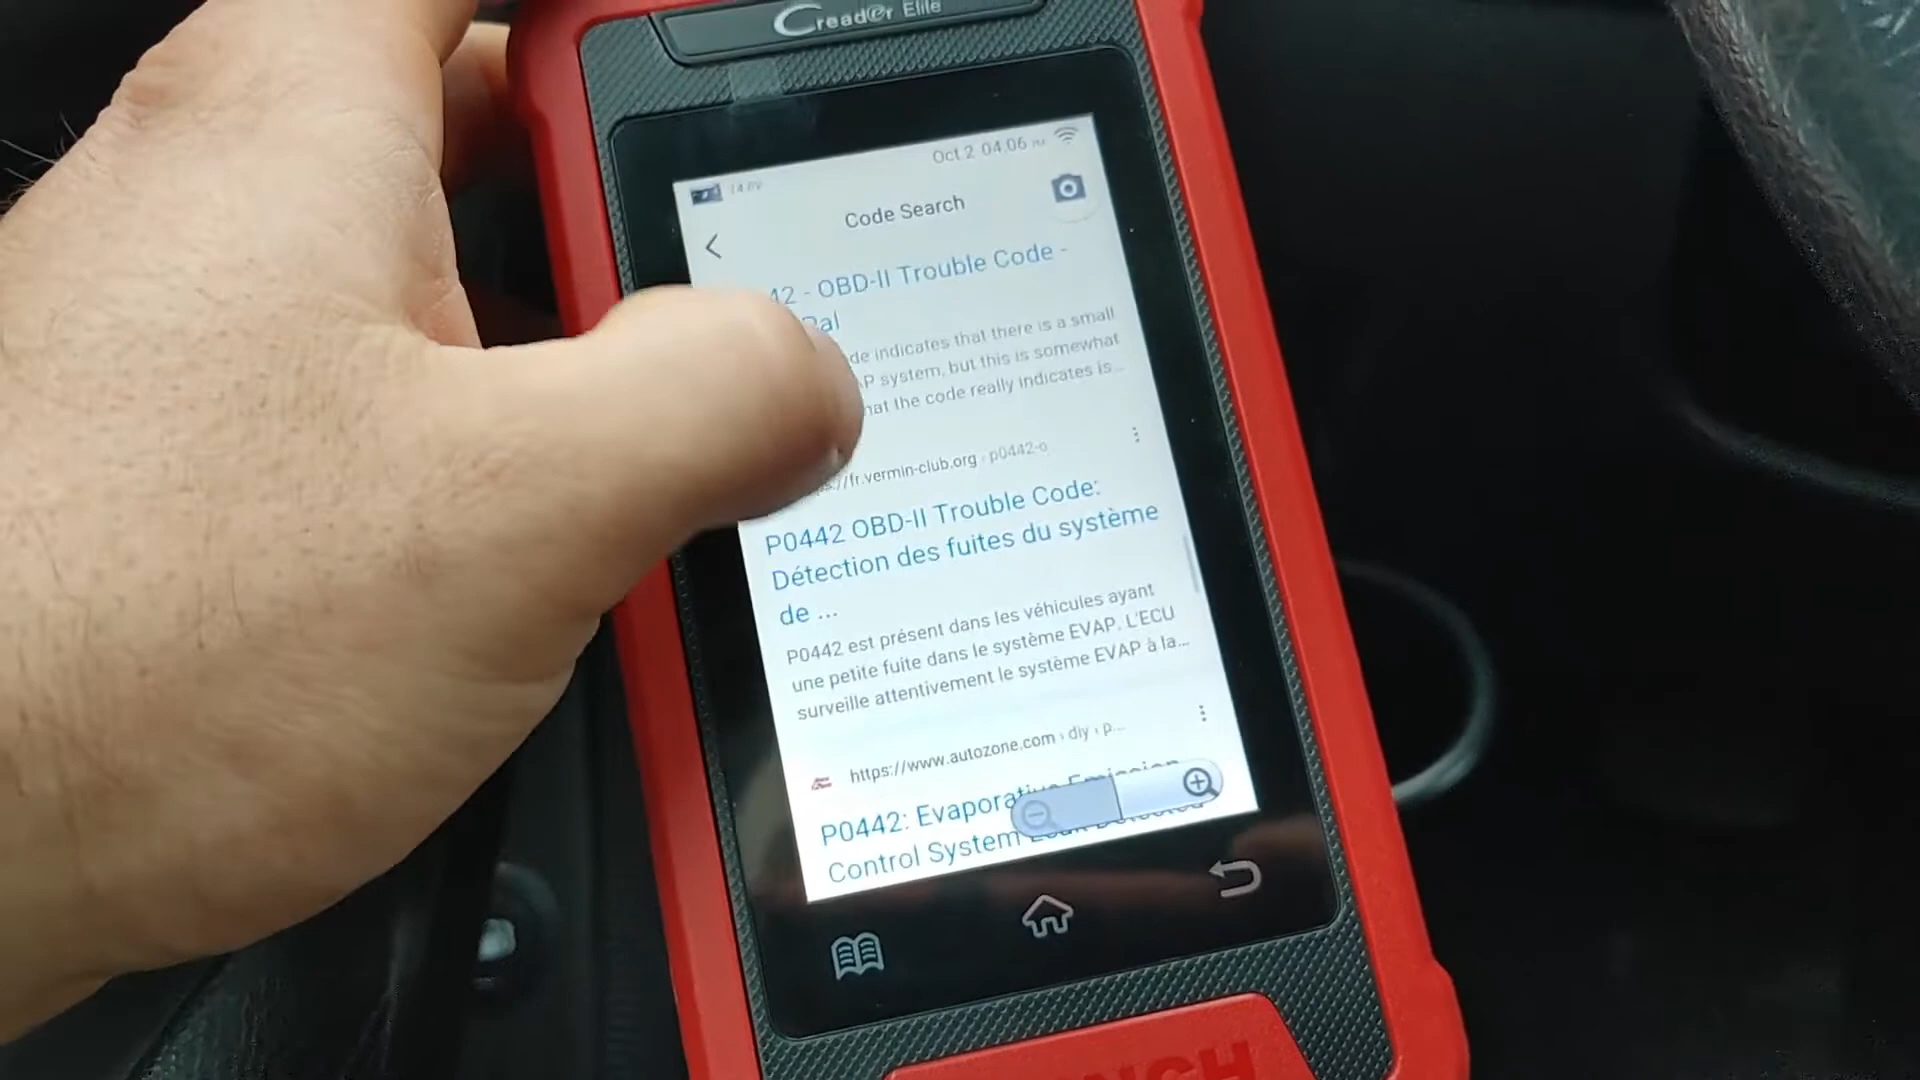 Creader Elite
Oct 2 04:06 PM
Code Search
42 - OBD-II Trouble Code -
Pal
de indicates that there is a small
P system, but this is somewhat
hat the code really indicates is...
://fr.vermin-club.org › p0442-o
P0442 OBD-II Trouble Code:
Détection des fuites du système
de ...
P0442 est présent dans les véhicules ayant
une petite fuite dans le système EVAP. L'ECU
surveille attentivement le système EVAP à la...
https://www.autozone.com › diy › p...
P0442: Evaporative Emission
Control System Leak Detected